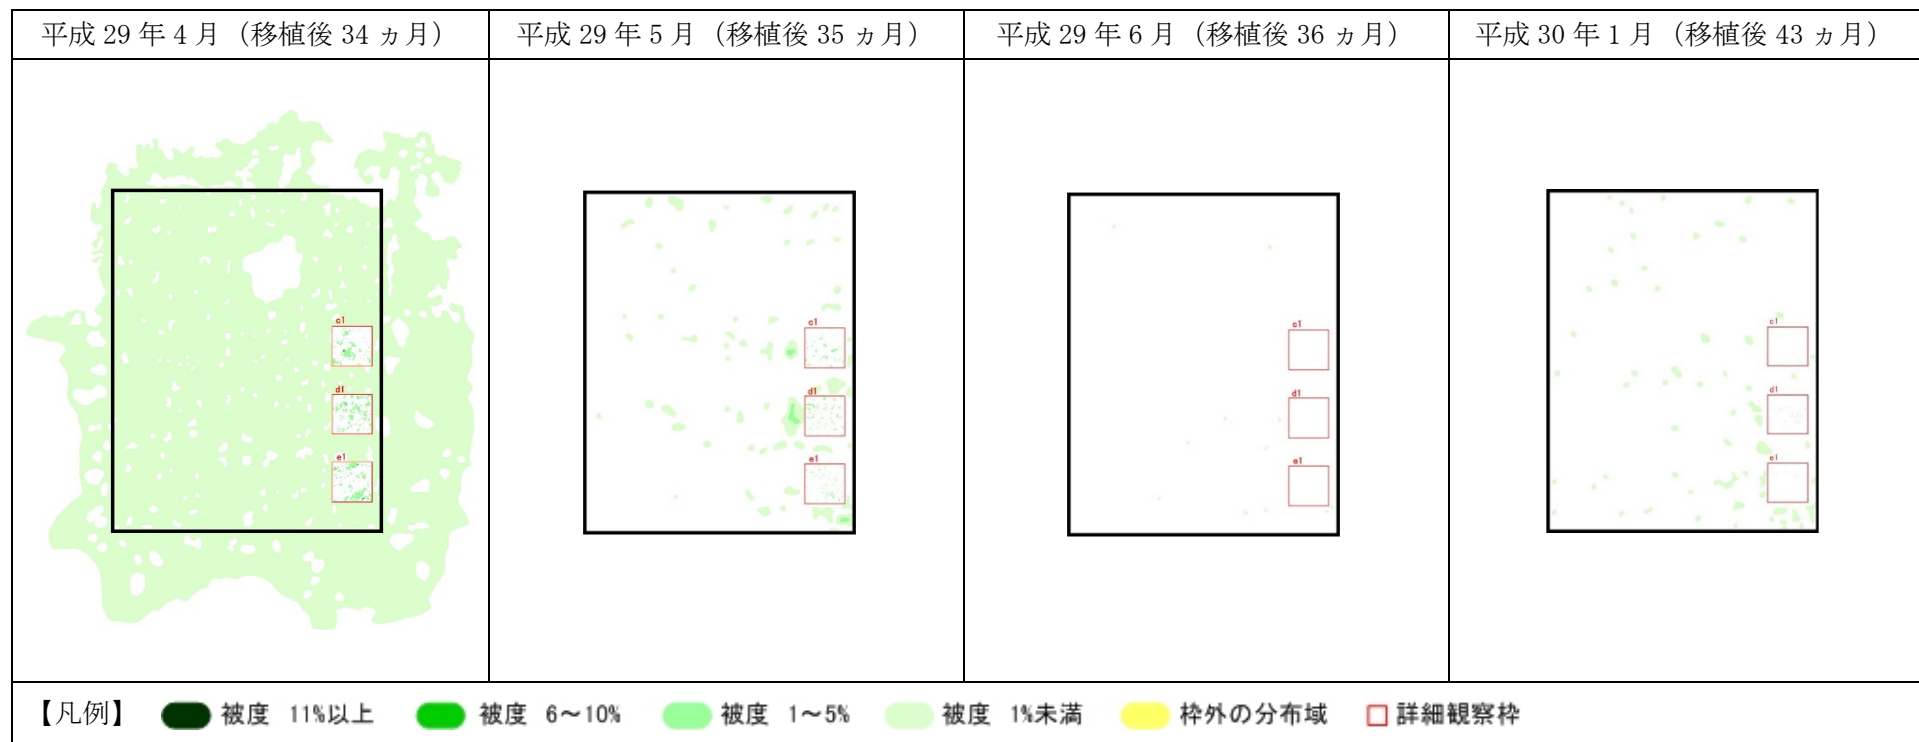 平成 29 年 4 月（移植後 34 ヵ月）
平成 29 年 5 月（移植後 35 ヵ月）
平成 29 年 6 月（移植後 36 ヵ月）
平成 30 年 1 月（移植後 43 ヵ月）
c1
d1
e1
c1
d1
e1
c1
d1
e1
c1
d1
e1
【凡例】 被度 11%以上 被度 6～10% 被度 1～5% 被度 1%未満 枠外の分布域 詳細観察枠